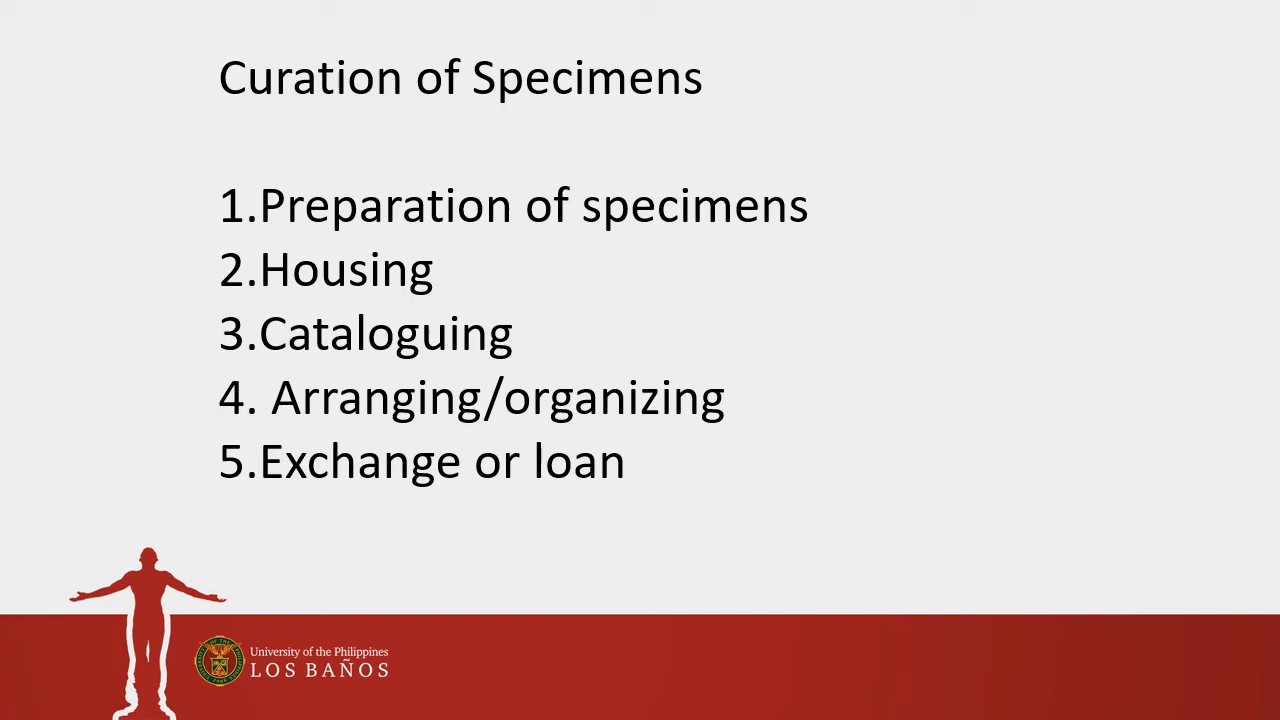 Curation of Specimens
1.Preparation of specimens
2.Housing
3.Cataloguing
4. Arranging/organizing
5.Exchange or loan
University of the Philippines
LOS BAÑOS